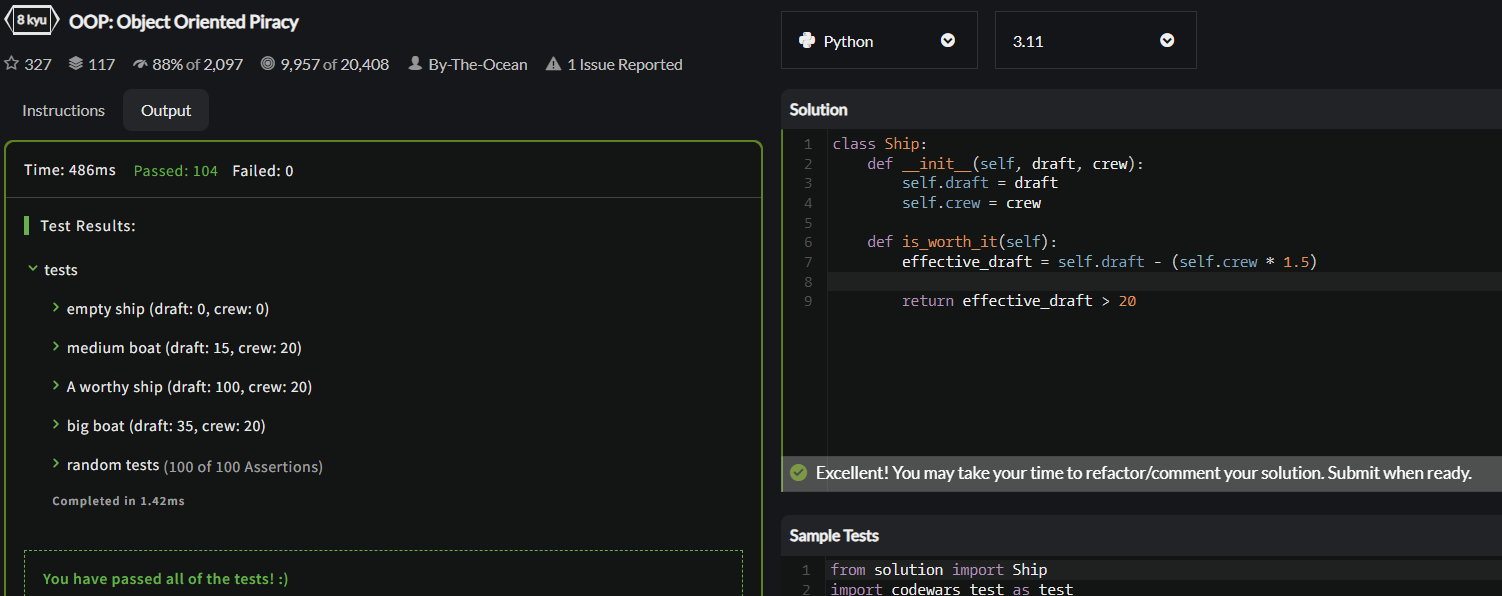 8 kyu OOP: Object Oriented Piracy
327 117 88% of 2,097 9,957 of 20,408 By-The-Ocean 1 Issue Reported
Instructions Output
Time: 486ms Passed: 104 Failed: 0
Test Results:
tests
empty ship (draft: 0, crew: 0)
medium boat (draft: 15, crew: 20)
A worthy ship (draft: 100, crew: 20)
big boat (draft: 35, crew: 20)
random tests (100 of 100 Assertions)
Completed in 1.42ms
You have passed all of the tests! :)
Python 3.11
Solution
1 class Ship:
2 def __init__(self, draft, crew):
3 self.draft = draft
4 self.crew = crew
5
6 def is_worth_it(self):
7 effective_draft = self.draft - (self.crew * 1.5)
8
9 return effective_draft > 20
Excellent! You may take your time to refactor/comment your solution. Submit when ready.
Sample Tests
1 from solution import Ship
2 import codewars_test as test